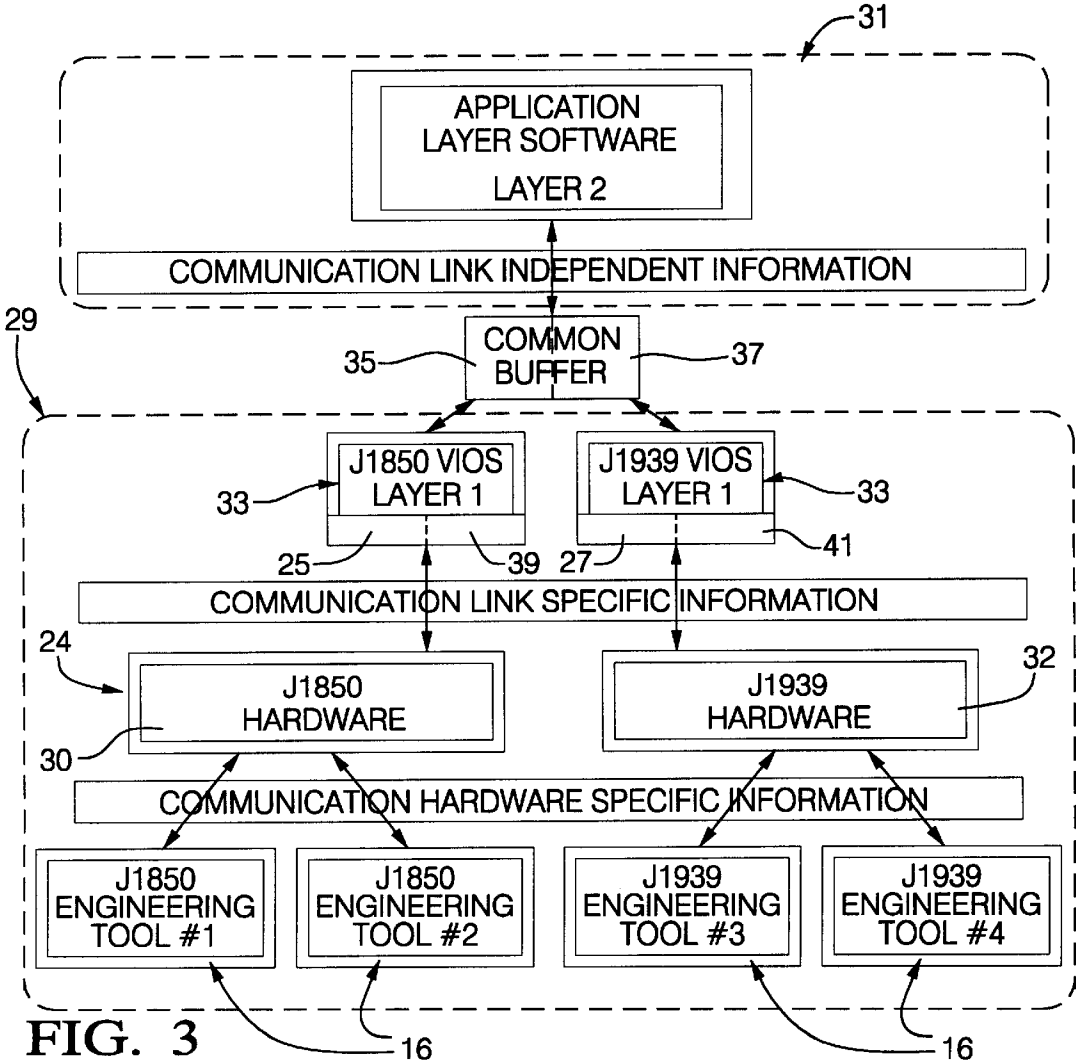 31
APPLICATION
LAYER SOFTWARE
LAYER 2
COMMUNICATION LINK INDEPENDENT INFORMATION
29
35
COMMON
BUFFER
37
33
J1850 VIOS
LAYER 1
J1939 VIOS
LAYER 1
33
25
39
27
41
COMMUNICATION LINK SPECIFIC INFORMATION
24
J1850
HARDWARE
30
J1939
HARDWARE
32
COMMUNICATION HARDWARE SPECIFIC INFORMATION
J1850
ENGINEERING
TOOL #1
J1850
ENGINEERING
TOOL #2
J1939
ENGINEERING
TOOL #3
J1939
ENGINEERING
TOOL #4
FIG. 3
16
16